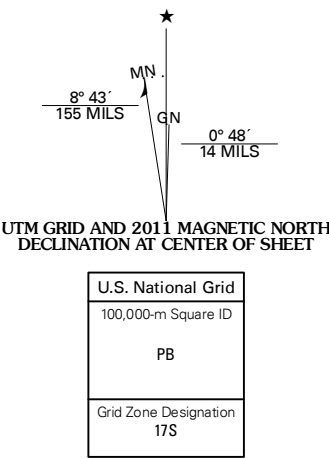 ★
MN
8° 43´
155 MILS
GN
0° 48´
14 MILS
UTM GRID AND 2011 MAGNETIC NORTH
DECLINATION AT CENTER OF SHEET
U.S. National Grid
100,000-m Square ID
PB
Grid Zone Designation
17S